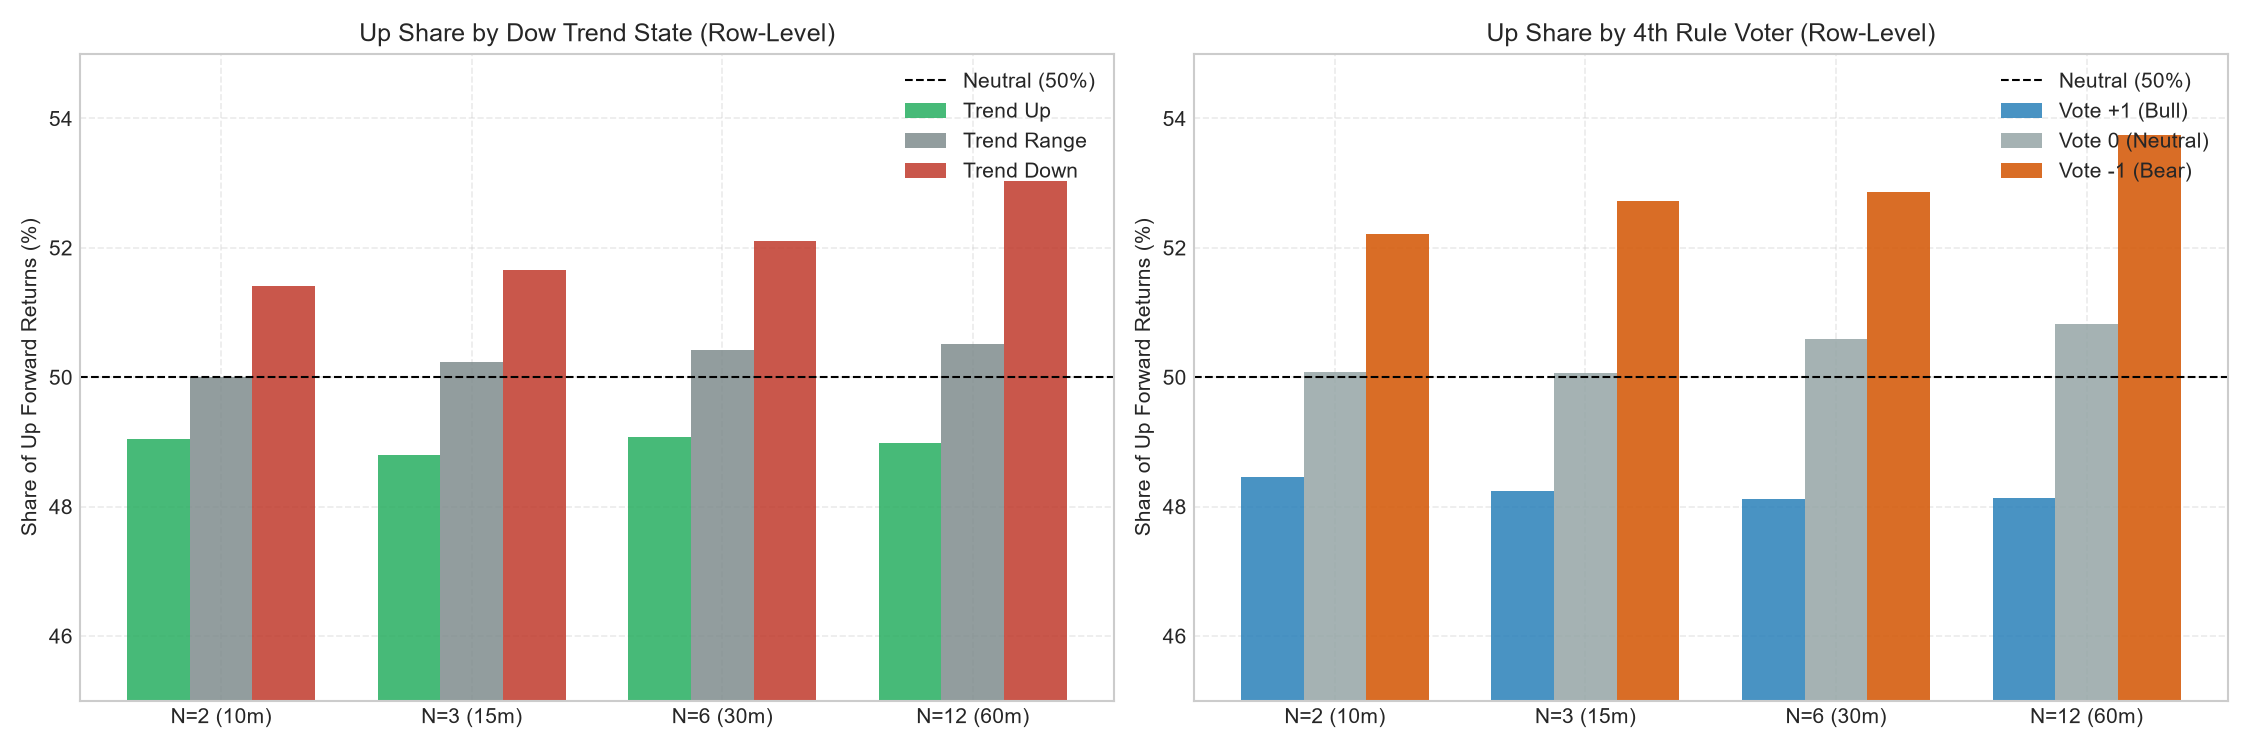 Up Share by Dow Trend State (Row-Level)
Share of Up Forward Returns (%)
54
52
50
48
46
Neutral (50%)
Trend Up
Trend Range
Trend Down
N=2 (10m)
N=3 (15m)
N=6 (30m)
N=12 (60m)
Up Share by 4th Rule Voter (Row-Level)
Share of Up Forward Returns (%)
54
52
50
48
46
Neutral (50%)
Vote +1 (Bull)
Vote 0 (Neutral)
Vote -1 (Bear)
N=2 (10m)
N=3 (15m)
N=6 (30m)
N=12 (60m)